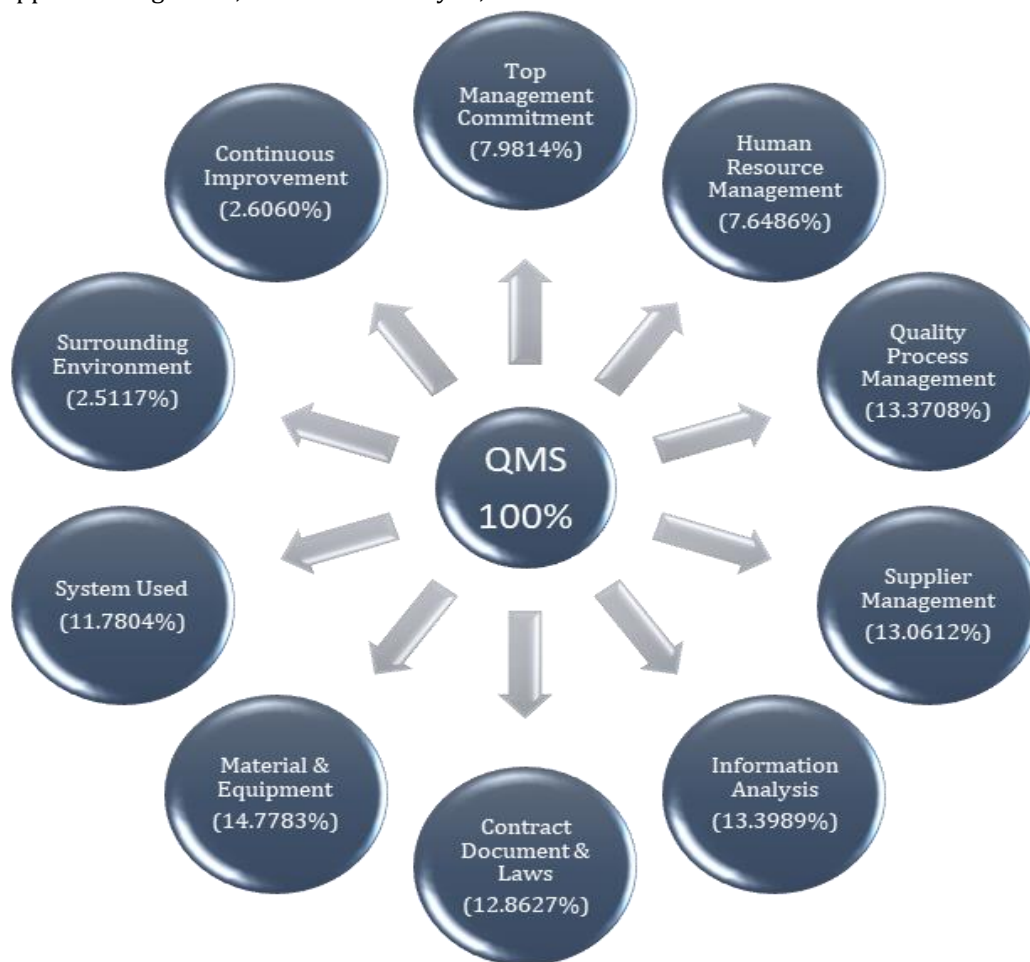 Top
Management
Commitment
(7.9814%)
Human
Resource
Management
(7.6486%)
Quality
Process
Management
(13.3708%)
Supplier
Management
(13.0612%)
Information
Analysis
(13.3989%)
Contract
Document &
Laws
(12.8627%)
Material &
Equipment
(14.7783%)
System Used
(11.7804%)
Surrounding
Environment
(2.5117%)
Continuous
Improvement
(2.6060%)
QMS
100%